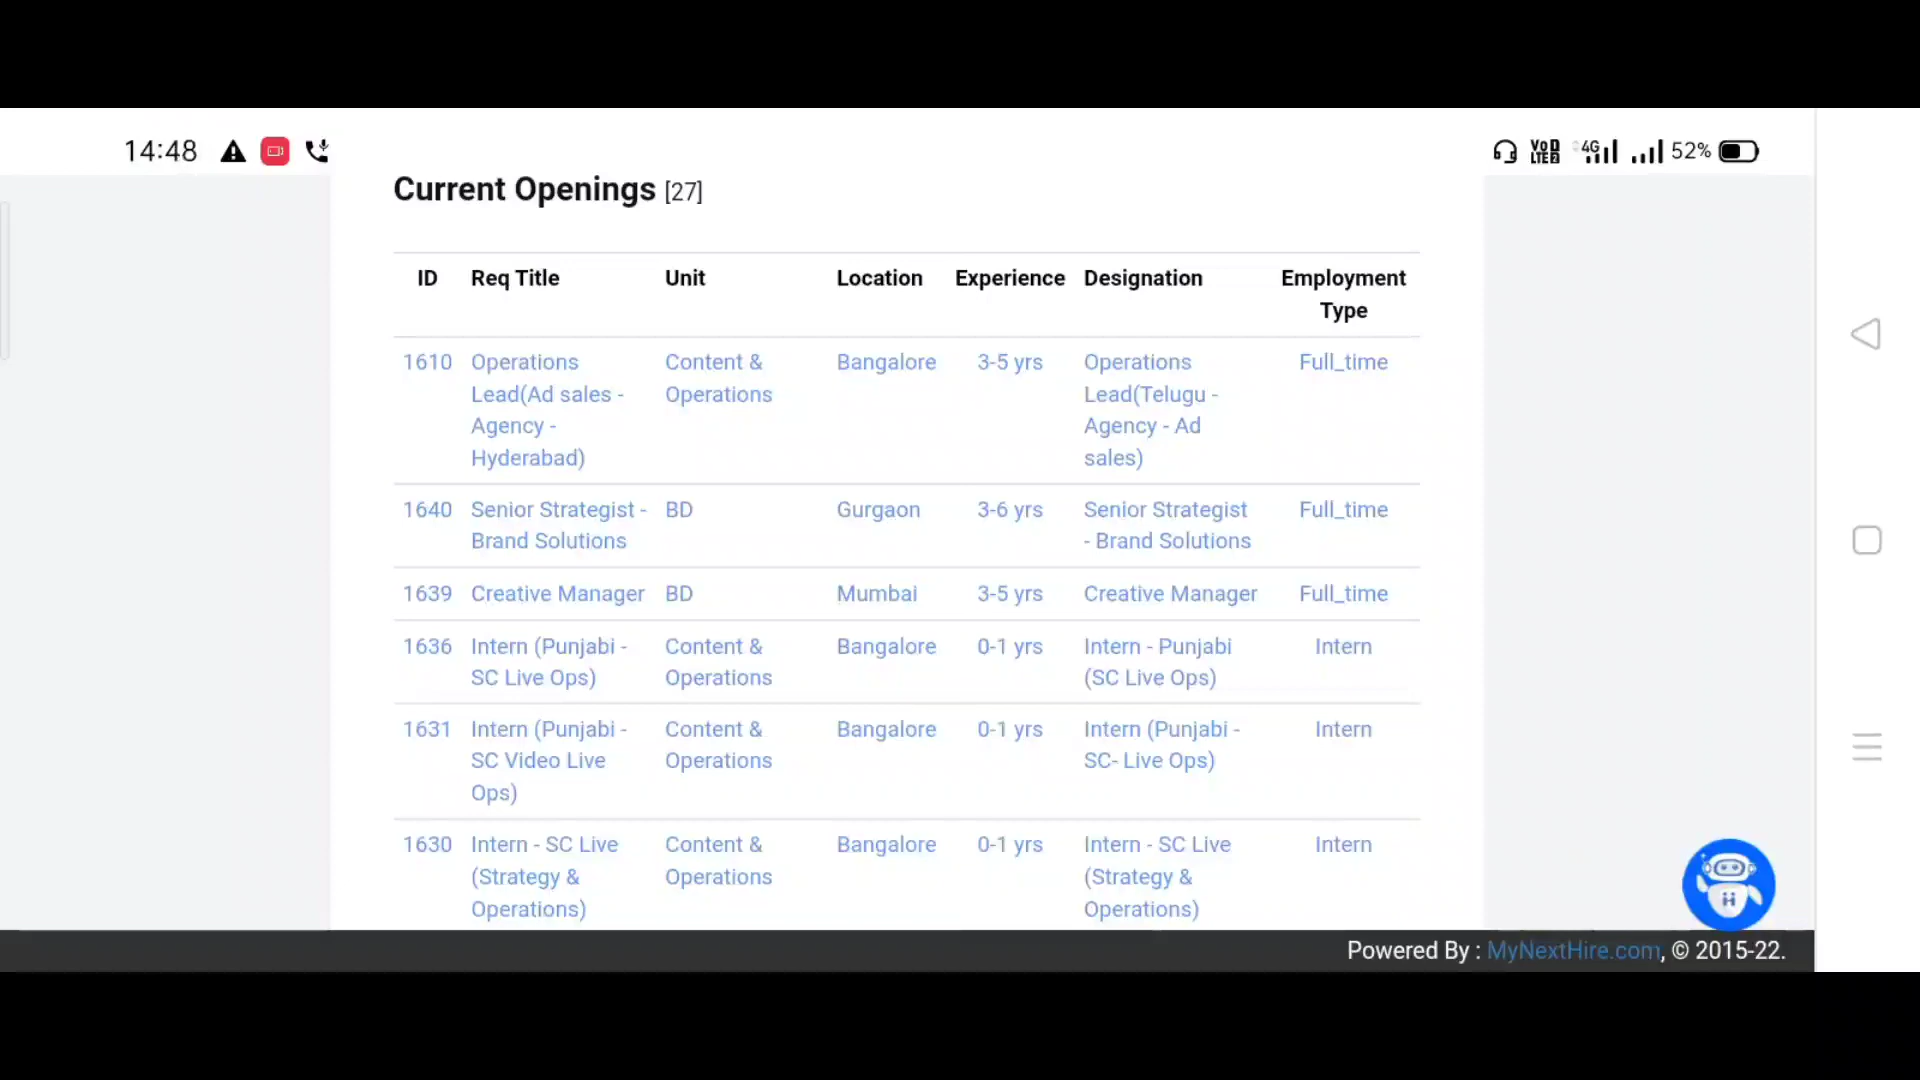 14:48
VoD LTE2 4G 52%
Current Openings [27]
ID Req Title Unit Location Experience Designation Employment
Type
1610 Operations Content & Bangalore 3-5 yrs Operations Full_time
Lead(Ad sales - Operations Lead(Telugu -
Agency - Agency - Ad
Hyderabad) sales)
1640 Senior Strategist - BD Gurgaon 3-6 yrs Senior Strategist Full_time
Brand Solutions - Brand Solutions
1639 Creative Manager BD Mumbai 3-5 yrs Creative Manager Full_time
1636 Intern (Punjabi - Content & Bangalore 0-1 yrs Intern - Punjabi Intern
SC Live Ops) Operations (SC Live Ops)
1631 Intern (Punjabi - Content & Bangalore 0-1 yrs Intern (Punjabi - Intern
SC Video Live Operations SC- Live Ops)
Ops)
1630 Intern - SC Live Content & Bangalore 0-1 yrs Intern - SC Live Intern
(Strategy & Operations (Strategy &
Operations) Operations)
H
Powered By : MyNextHire.com, © 2015-22.